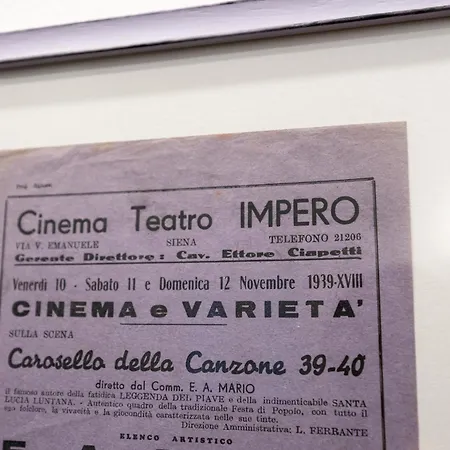 Cinema Teatro IMPERO
VIA V. EMANUELE SIENA TELEFONO 21206
Gerente Direttore: Cav. Ettore Ciapetti
Venerdì 10 - Sabato 11 e Domenica 12 Novembre 1939-XVIII
CINEMA e VARIETA'
SULLA SCENA
Carosello della Canzone 39-40
diretto dal Comm. E. A. MARIO
il famoso autore della fatidica LEGGENDA DEL PIAVE e della indimenticabile SANTA
LUCIA LUNTANA. - Autentico quadro della tradizionale Festa di Popolo, con tutto il
suo folclore, la vivacità e la giocondità caratterizzate nelle sue tinte.
Direzione Amministrativa: L. FERRANTE
ELENCO ARTISTICO